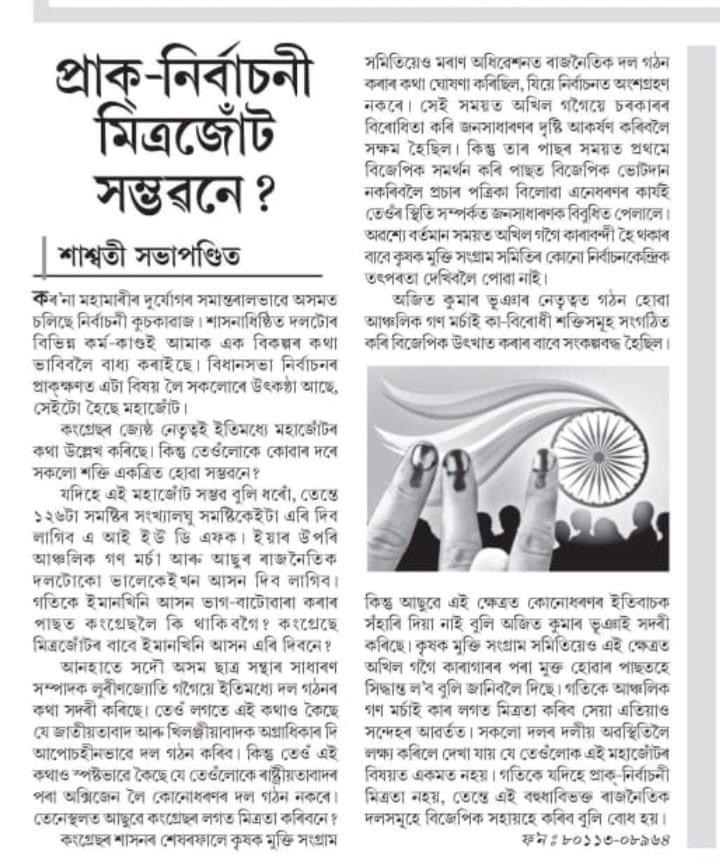 প্ৰাক্-নিৰ্বাচনী
মিত্ৰজোঁট
সম্ভৱনে ?
শাশ্বতী সভাপণ্ডিত
কৰ'না মহামাৰীৰ দুৰ্যোগৰ সমান্তৰালভাৱে অসমত
চলিছে নিৰ্বাচনী কুচকাৱাজ। শাসনাধিষ্ঠিত দলটোৰ
বিভিন্ন কৰ্ম-কাণ্ডই আমাক এক বিকল্পৰ কথা
ভাবিবলৈ বাধ্য কৰাইছে। বিধানসভা নিৰ্বাচনৰ
প্ৰাক্‌ক্ষণত এটা বিষয় লৈ সকলোৰে উৎকণ্ঠা আছে,
সেইটো হৈছে মহাজোঁট।
কংগ্ৰেছৰ জ্যেষ্ঠ নেতৃত্বই ইতিমধ্যে মহাজোঁটৰ
কথা উল্লেখ কৰিছে। কিন্তু তেওঁলোকে কোৱাৰ দৰে
সকলো শক্তি একত্ৰিত হোৱা সম্ভৱনে?
যদিহে এই মহাজোঁট সম্ভৱ বুলি ধৰোঁ, তেন্তে
১২৬টা সমষ্টিৰ সংখ্যালঘু সমষ্টিকেইটা এৰি দিব
লাগিব এ আই ইউ ডি এফক। ইয়াৰ উপৰি
আঞ্চলিক গণ মৰ্চা আৰু আছুৰ ৰাজনৈতিক
দলটোকো ভালেকেইখন আসন দিব লাগিব।
গতিকে ইমানখিনি আসন ভাগ-বাটোৱাৰা কৰাৰ
পাছত কংগ্ৰেছলৈ কি থাকিবগৈ? কংগ্ৰেছে
মিত্ৰজোঁটৰ বাবে ইমানখিনি আসন এৰি দিবনে?
আনহাতে সদৌ অসম ছাত্ৰ সন্থাৰ সাধাৰণ
সম্পাদক লুৰীণজ্যোতি গগৈয়ে ইতিমধ্যে দল গঠনৰ
কথা সদৰী কৰিছে। তেওঁ লগতে এই কথাও কৈছে
যে জাতীয়তাবাদ আৰু খিলঞ্জীয়াবাদক অগ্ৰাধিকাৰ দি
আপোচহীনভাৱে দল গঠন কৰিব। কিন্তু তেওঁ এই
কথাও স্পষ্টভাৱে কৈছে যে তেওঁলোকে ৰাষ্ট্ৰীয়তাবাদৰ
পৰা অক্সিজেন লৈ কোনোধৰণৰ দল গঠন নকৰে।
তেনেস্থলত আছুৱে কংগ্ৰেছৰ লগত মিত্ৰতা কৰিবনে?
কংগ্ৰেছৰ শাসনৰ শেষৰফালে কৃষক মুক্তি সংগ্ৰাম
সমিতিয়েও মৰাণ অধিৱেশনত ৰাজনৈতিক দল গঠন
কৰাৰ কথা ঘোষণা কৰিছিল, যিয়ে নিৰ্বাচনত অংশগ্ৰহণ
নকৰে। সেই সময়ত অখিল গগৈয়ে চৰকাৰৰ
বিৰোধিতা কৰি জনসাধাৰণৰ দৃষ্টি আকৰ্ষণ কৰিবলৈ
সক্ষম হৈছিল। কিন্তু তাৰ পাছৰ সময়ত প্ৰথমে
বিজেপিক সমৰ্থন কৰি পাছত বিজেপিক ভোটদান
নকৰিবলৈ প্ৰচাৰ পত্ৰিকা বিলোৱা এনেধৰণৰ কাৰ্যই
তেওঁৰ স্থিতি সম্পৰ্কত জনসাধাৰণক বিবুধিত পেলালে।
অৱশ্যে বৰ্তমান সময়ত অখিল গগৈ কাৰাবন্দী হৈ থকাৰ
বাবে কৃষক মুক্তি সংগ্ৰাম সমিতিৰ কোনো নিৰ্বাচনকেন্দ্ৰিক
তৎপৰতা দেখিবলৈ পোৱা নাই।
অজিত কুমাৰ ভূঞাৰ নেতৃত্বত গঠন হোৱা
আঞ্চলিক গণ মৰ্চাই কা-বিৰোধী শক্তিসমূহ সংগঠিত
কৰি বিজেপিক উৎখাত কৰাৰ বাবে সংকল্পবদ্ধ হৈছিল।
কিন্তু আছুৱে এই ক্ষেত্ৰত কোনোধৰণৰ ইতিবাচক
সঁহাৰি দিয়া নাই বুলি অজিত কুমাৰ ভূঞাই সদৰী
কৰিছে। কৃষক মুক্তি সংগ্ৰাম সমিতিয়েও এই ক্ষেত্ৰত
অখিল গগৈ কাৰাগাৰৰ পৰা মুক্ত হোৱাৰ পাছতহে
সিদ্ধান্ত ল'ব বুলি জানিবলৈ দিছে। গতিকে আঞ্চলিক
গণ মৰ্চাই কাৰ লগত মিত্ৰতা কৰিব সেয়া এতিয়াও
সন্দেহৰ আৱৰ্তত। সকলো দলৰ দলীয় অৱস্থিতিলৈ
লক্ষ্য কৰিলে দেখা যায় যে তেওঁলোক এই মহাজোঁটৰ
বিষয়ত একমত নহয়। গতিকে যদিহে প্ৰাক্-নিৰ্বাচনী
মিত্ৰতা নহয়, তেন্তে এই বহুধাবিভক্ত ৰাজনৈতিক
দলসমূহে বিজেপিক সহায়হে কৰিব বুলি বোধ হয়।
ফ'ন : ৮০১১৩-০৮৯৬৪